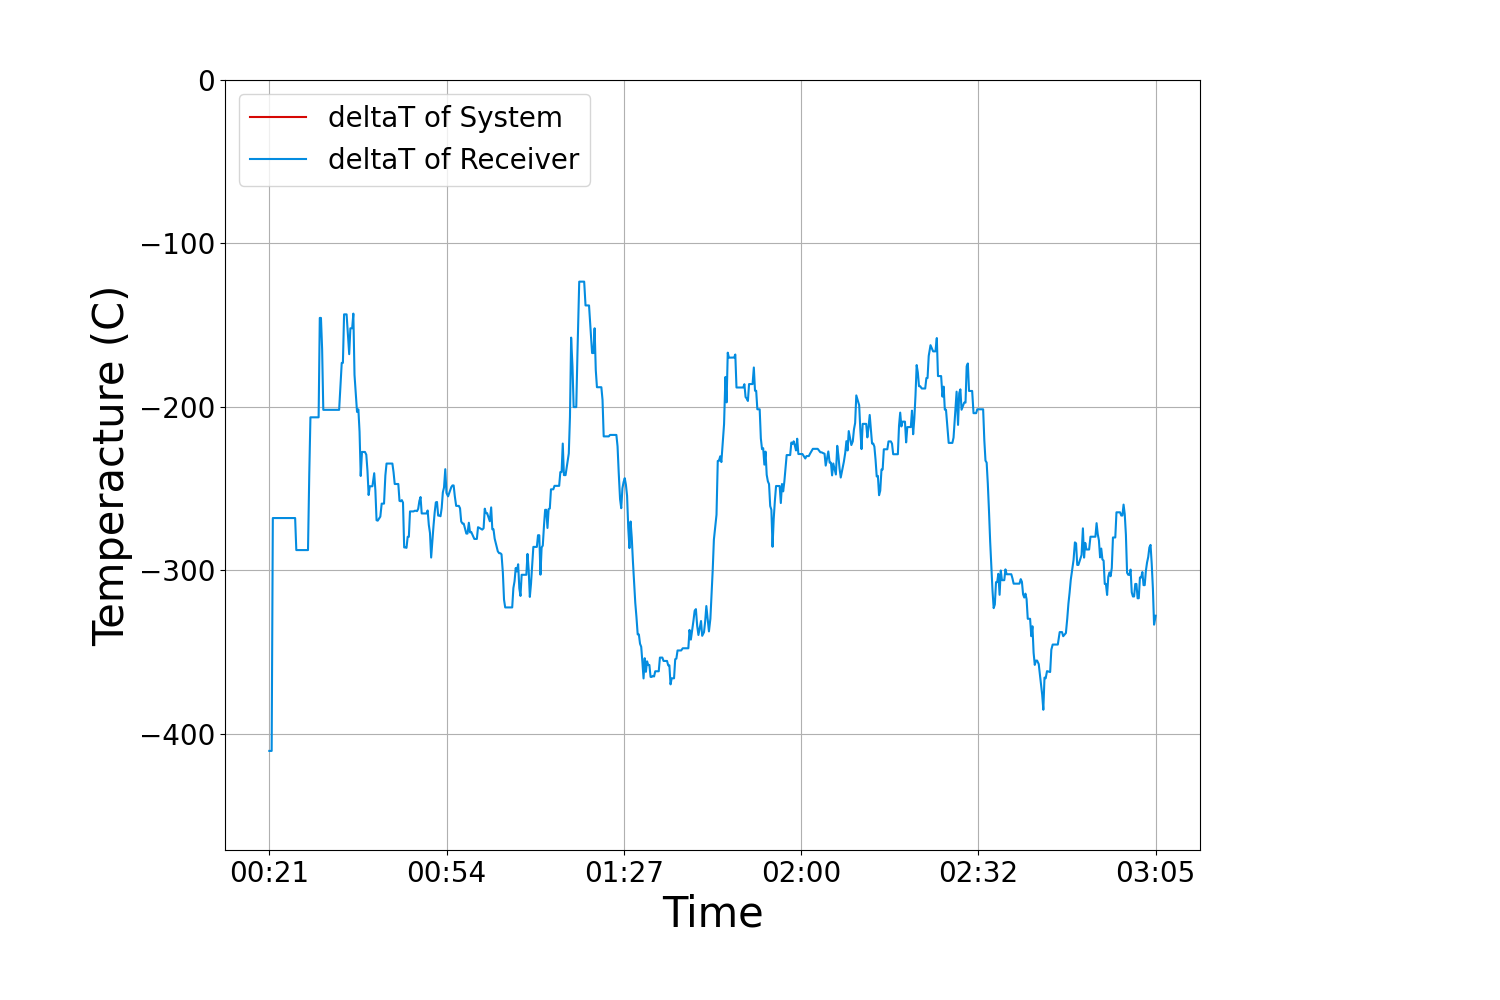 0
deltaT of System
deltaT of Receiver
−100
−200
−300
−400
Temperacture (C)
00:21 00:54 01:27 02:00 02:32 03:05
Time